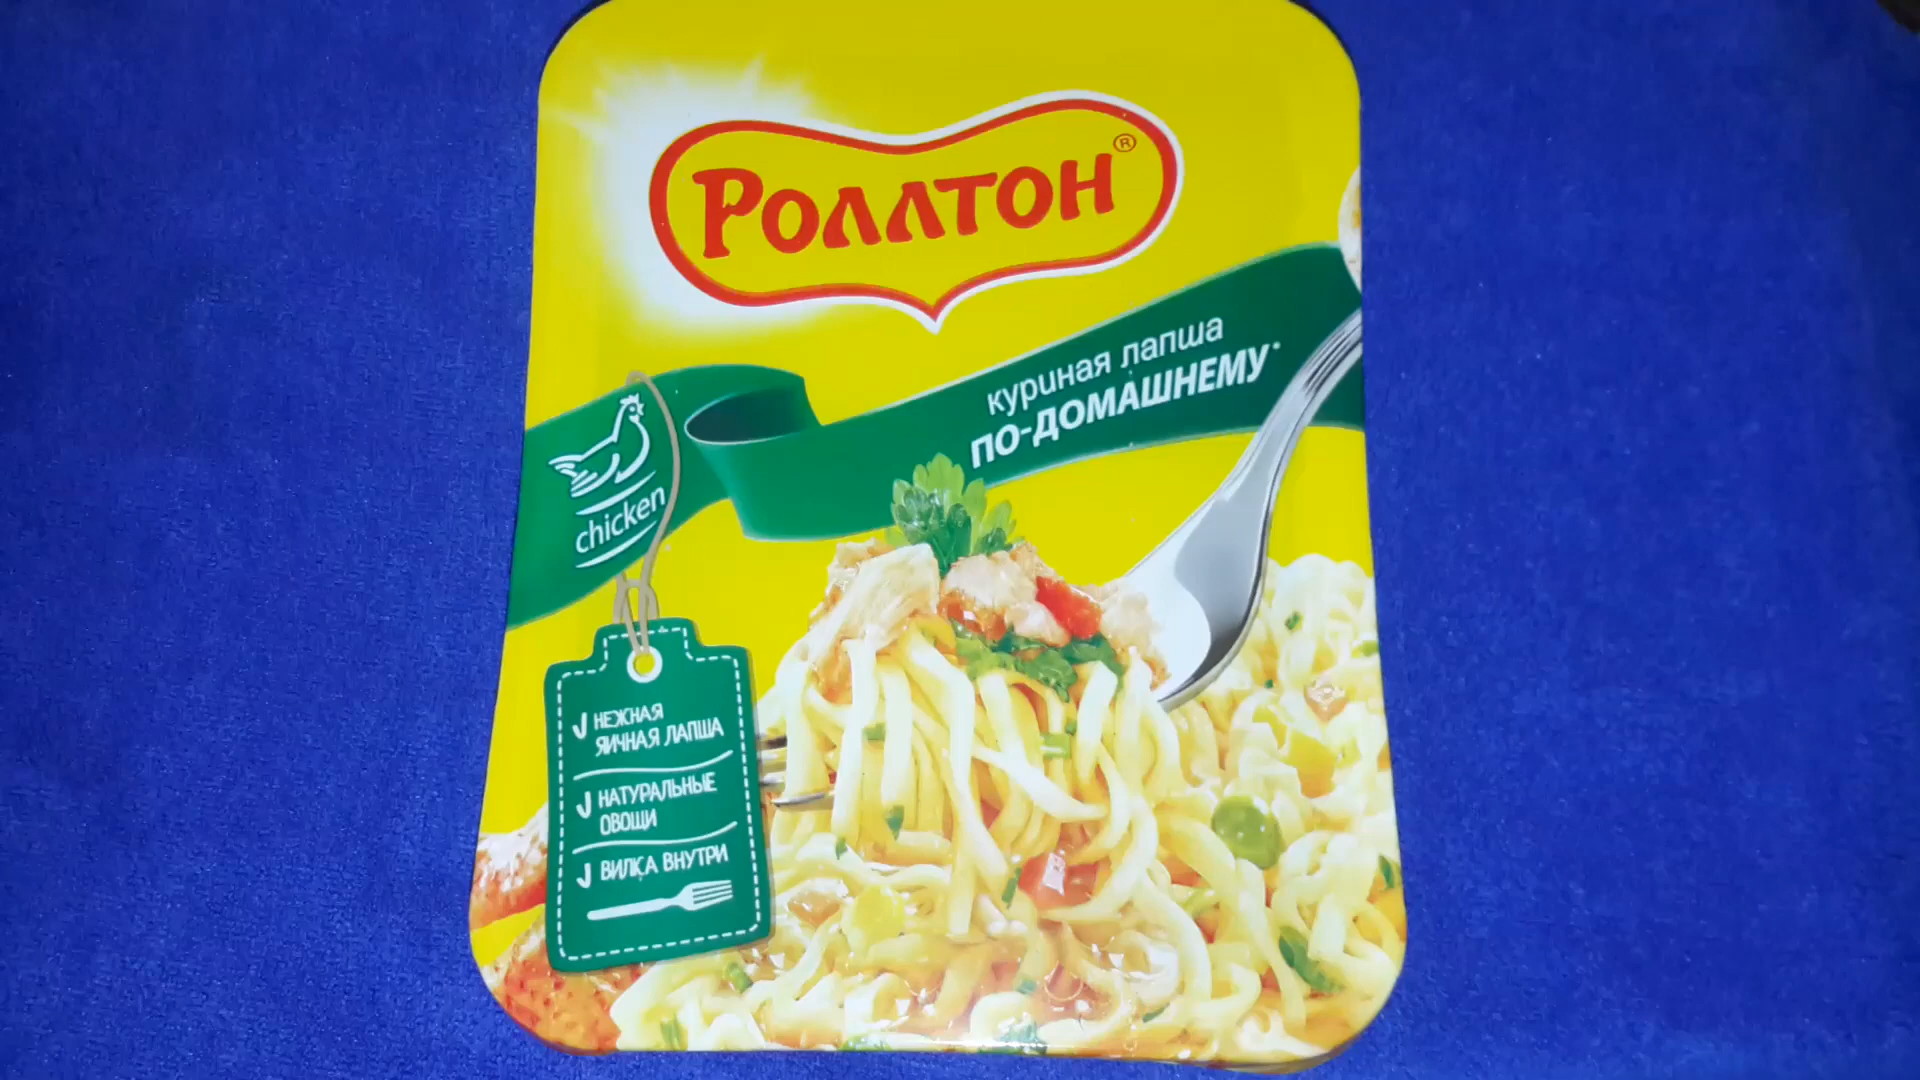 Роллтон®
куриная лапша
ПО-ДОМАШНЕМУ*
chicken
НЕЖНАЯ
ЯИЧНАЯ ЛАПША
НАТУРАЛЬНЫЕ
ОВОЩИ
ВИЛКА ВНУТРИ